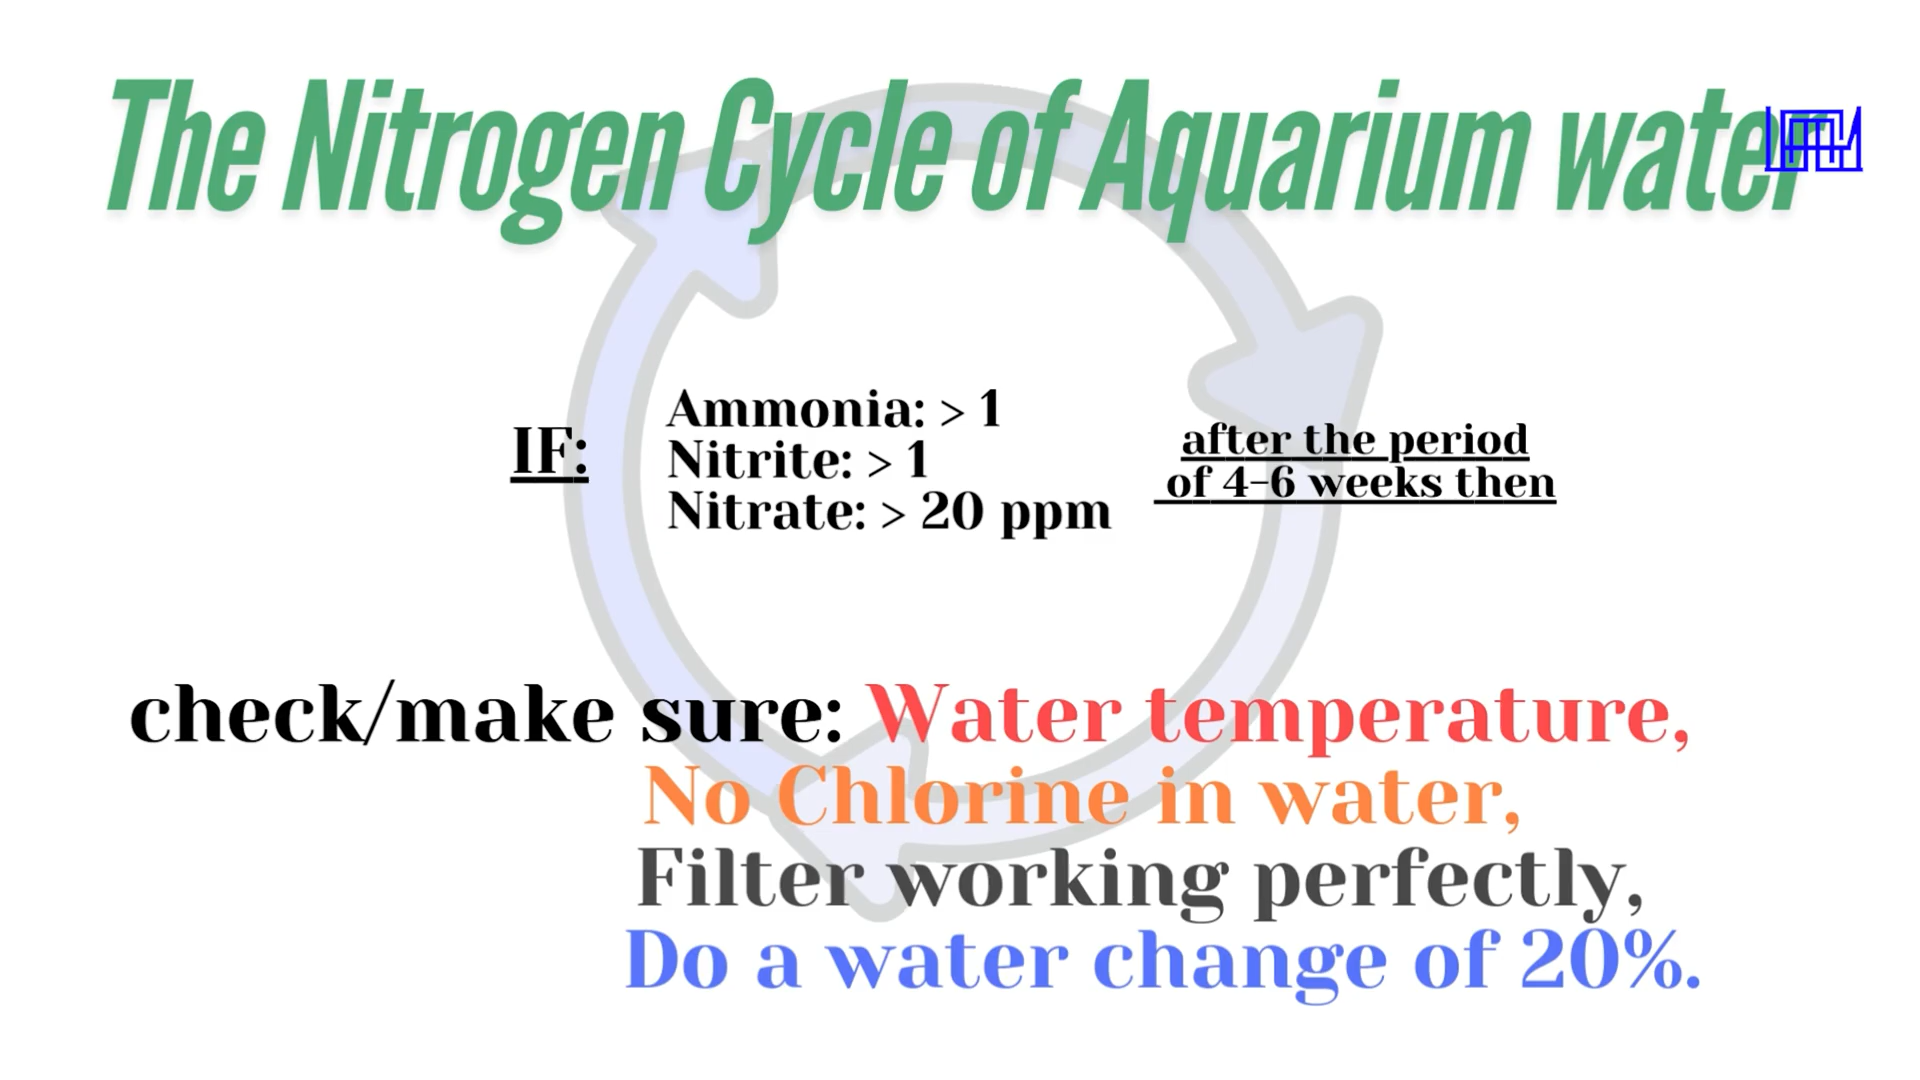 The Nitrogen Cycle of Aquarium water
IF:
Ammonia: > 1
Nitrite: > 1
Nitrate: > 20 ppm
after the period
of 4-6 weeks then
check/make sure: Water temperature,
No Chlorine in water,
Filter working perfectly,
Do a water change of 20%.